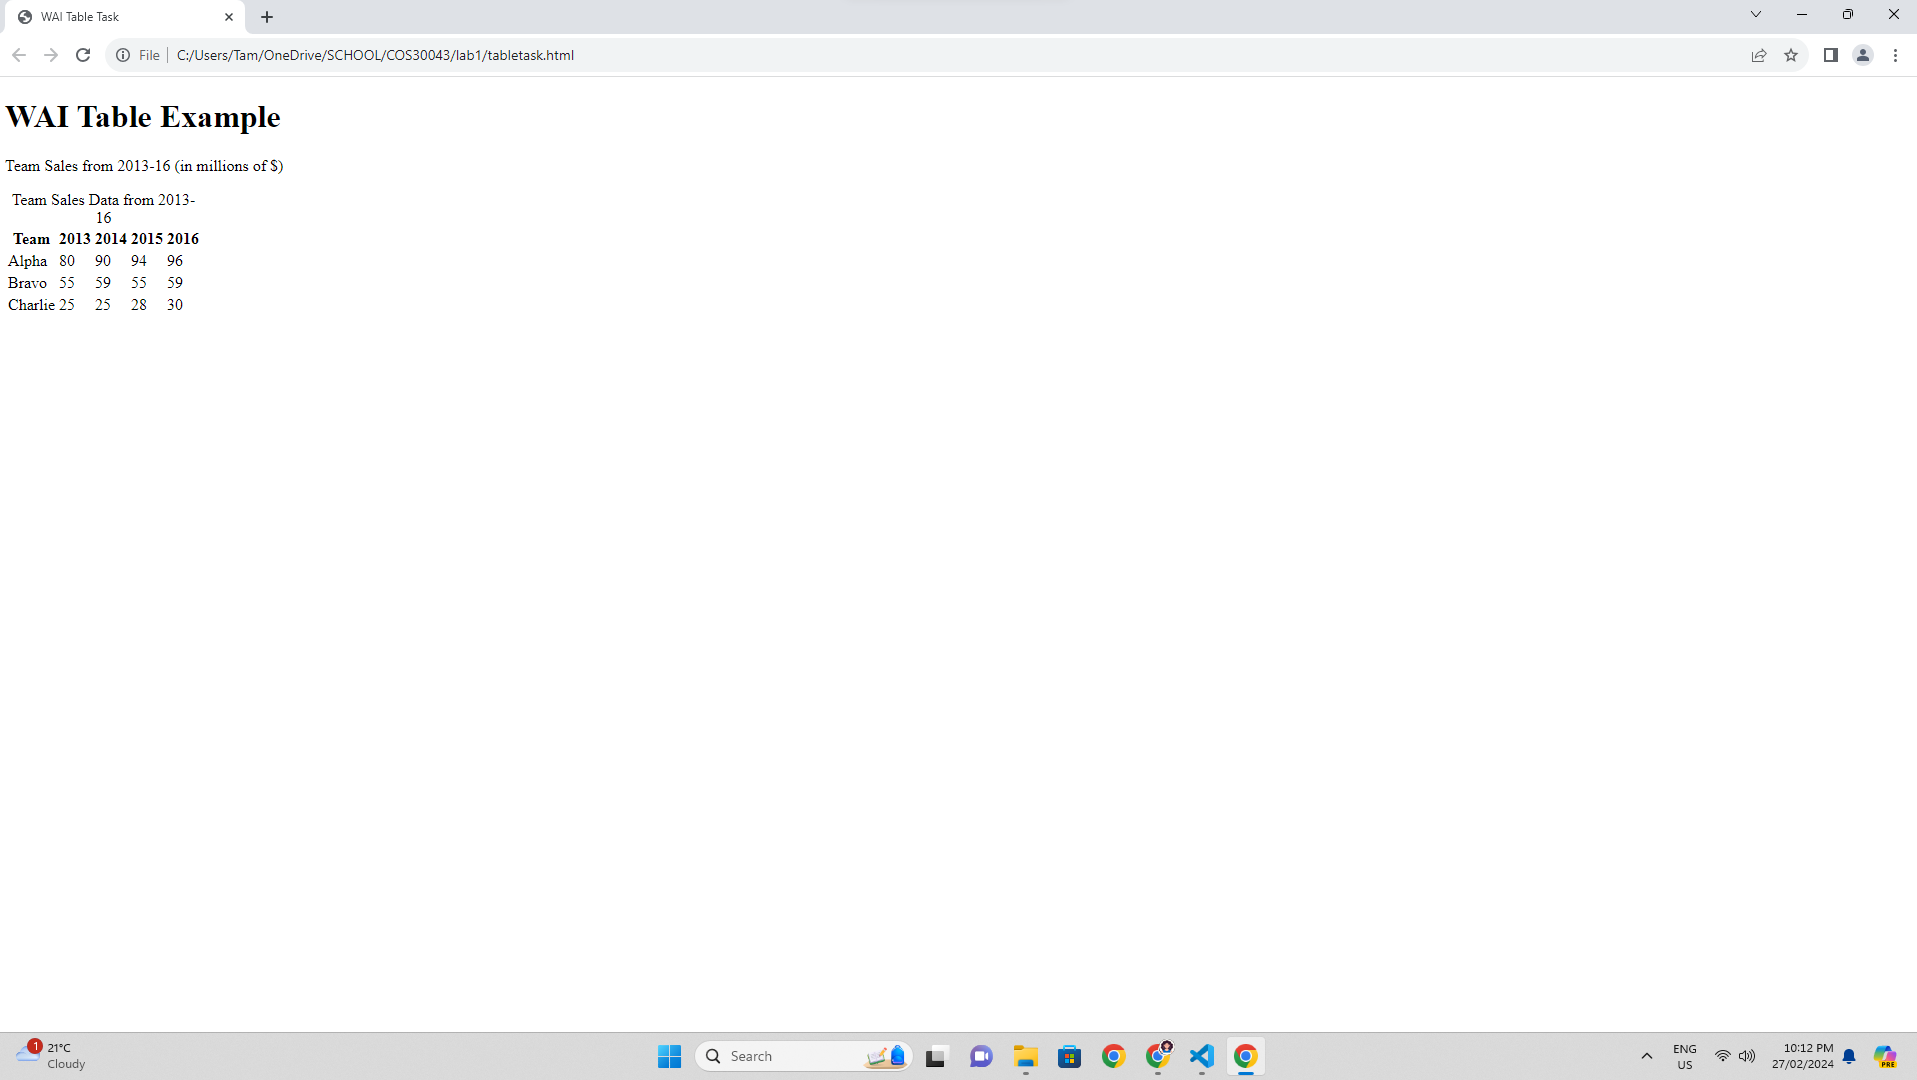 WAI Table Task
File C:/Users/Tam/OneDrive/SCHOOL/COS30043/lab1/tabletask.html
WAI Table Example
Team Sales from 2013-16 (in millions of $)
Team Sales Data from 2013-
16
Team 2013 2014 2015 2016
Alpha 80 90 94 96
Bravo 55 59 55 59
Charlie 25 25 28 30
1
21°C
Cloudy
Search
ENG
US
10:12 PM
27/02/2024
PRE